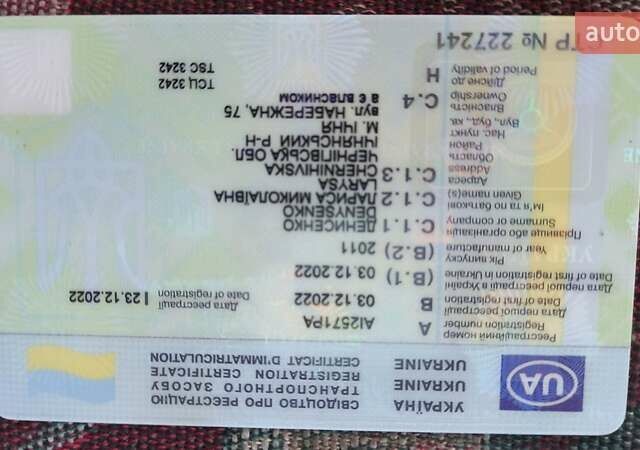 УКРАЇНА
UKRAINE
UKRAINE
СВІДОЦТВО ПРО РЕЄСТРАЦІЮ
ТРАНСПОРТНОГО ЗАСОБУ
REGISTRATION CERTIFICATE
CERTIFICAT D'IMMATRICULATION
UA
Реєстраційний номер
Registration number
A
AI2571PA
Дата першої реєстрації
Date of first registration
B
03.12.2022
Дата реєстрації
Date of registration
23.12.2022
Дата першої реєстрації в Україні
Date of first registration in Ukraine
(B.1)
03.12.2022
Рік випуску
Year of manufacture
(B.2)
2011
Прізвище або організація
Surname or company
C.1.1
ДЕНИСЕНКО
DENYSENKO
Ім'я та по батькові
Given name(s)
C.1.2
ЛАРИСА МИКОЛАЇВНА
LARYSA
Адреса
Address
C.1.3
CHERNIHIVSKA
Область
ЧЕРНІГІВСЬКА ОБЛ.
Район
ІЧНЯНСЬКИЙ Р-Н
Нас. пункт
М. ІЧНЯ
Вул., буд., кв.
вул. НАБЕРЕЖНА, 75
Власність
Ownership
C.4
а є власником
Дійсне до
Period of validity
H
ТСЦ 3242
TSC 3242
СТР № 227241
auto